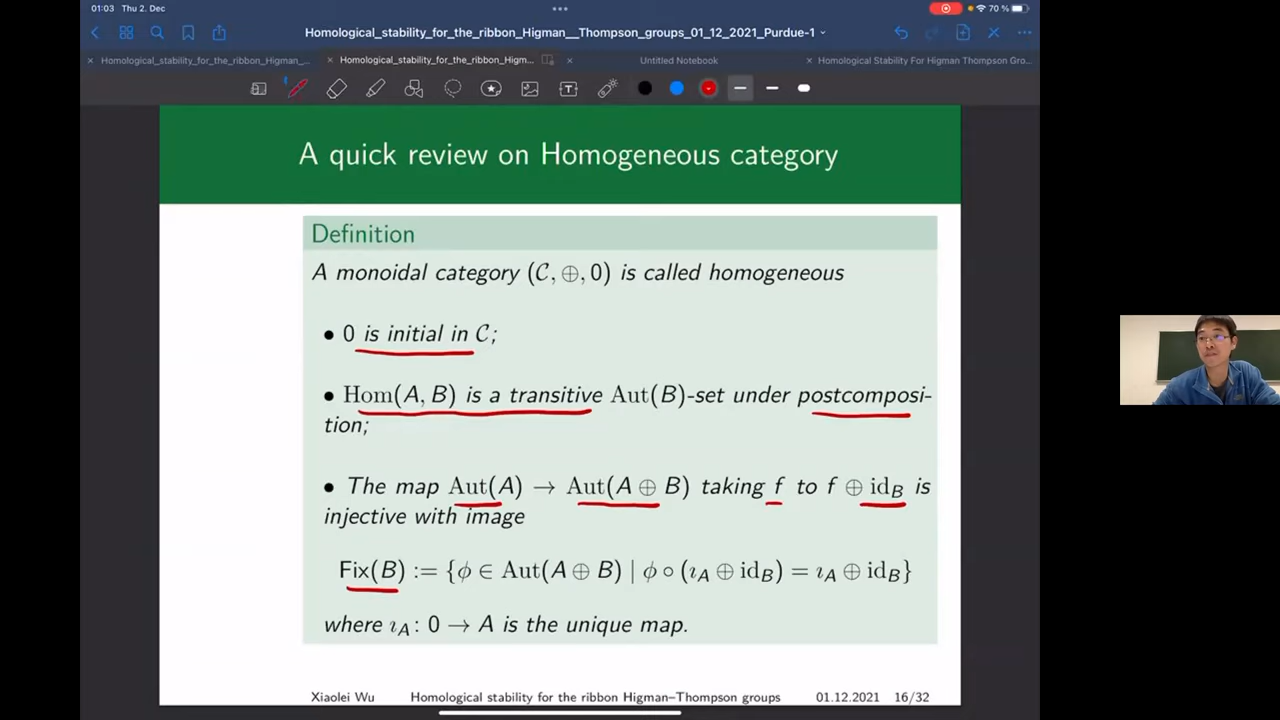 01:03 Thu 2. Dec
70 %
Homological_stability_for_the_ribbon_Higman__Thompson_groups_01_12_2021_Purdue-1
Homological_stability_for_the_ribbon_Higman_...
Homological_stability_for_the_ribbon_Higm...
Untitled Notebook
Homological Stability For Higman Thompson Gro...
A quick review on Homogeneous category
Definition
A monoidal category (𝒞, ⊕, 0) is called homogeneous
• 0 is initial in 𝒞;
• Hom(A, B) is a transitive Aut(B)-set under postcomposi-
tion;
• The map Aut(A) → Aut(A ⊕ B) taking f to f ⊕ id_B is
injective with image
Fix(B) := {ϕ ∈ Aut(A ⊕ B) | ϕ ∘ (ı_A ⊕ id_B) = ı_A ⊕ id_B}
where ı_A : 0 → A is the unique map.
Xiaolei Wu Homological stability for the ribbon Higman–Thompson groups 01.12.2021 16/32